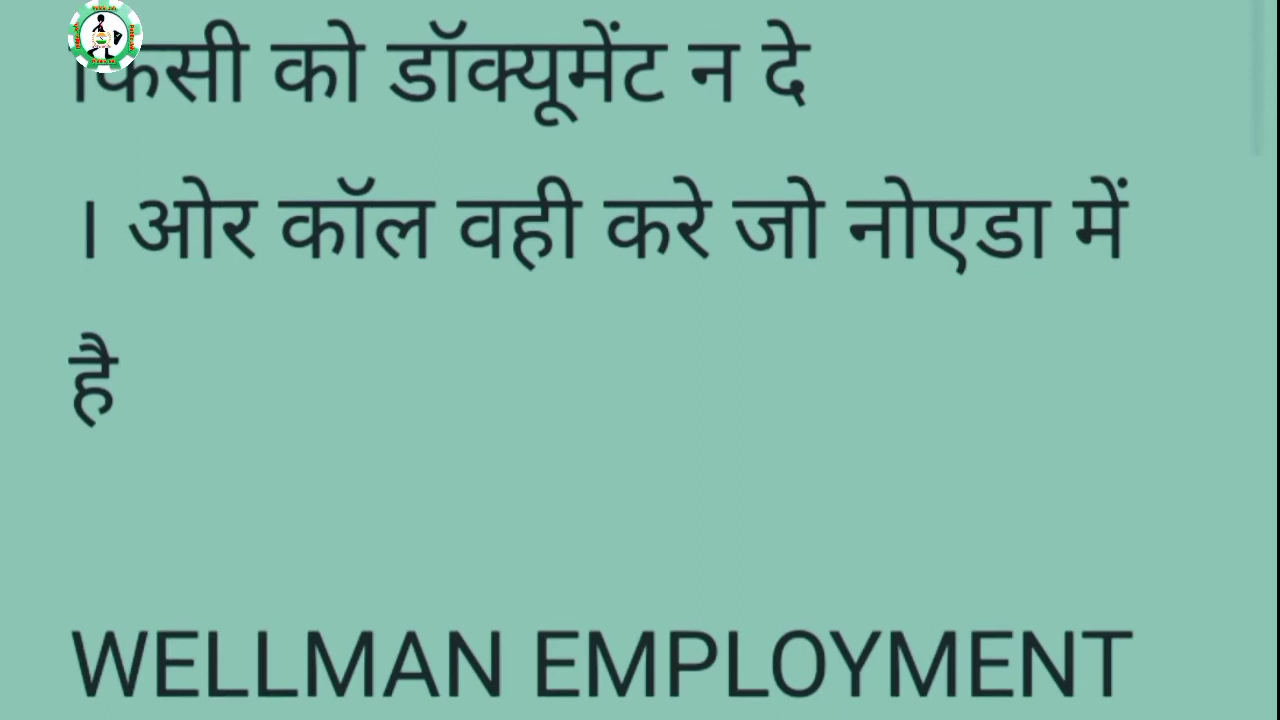 किसी को डॉक्यूमेंट न दे
। ओर कॉल वही करे जो नोएडा में
है
WELLMAN EMPLOYMENT